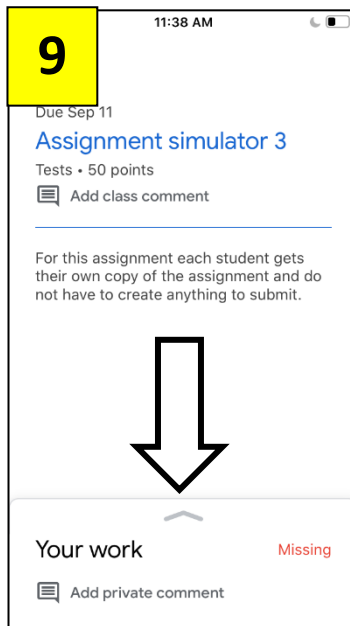 11:38 AM
9
Due Sep 11
Assignment simulator 3
Tests • 50 points
Add class comment
For this assignment each student gets
their own copy of the assignment and do
not have to create anything to submit.
Your work
Missing
Add private comment